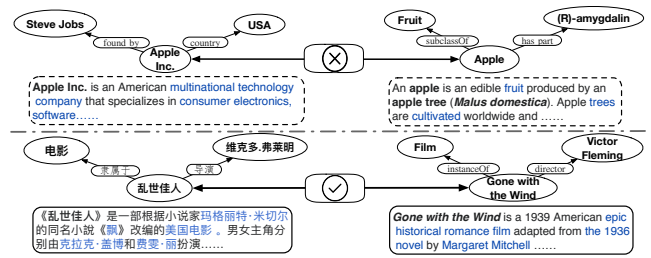 Steve Jobs
USA
found by
country
Apple
Inc.
Fruit
(R)-amygdalin
subclassOf
has part
Apple
Apple Inc. is an American multinational technology
company that specializes in consumer electronics,
software……
An apple is an edible fruit produced by an
apple tree (Malus domestica). Apple trees
are cultivated worldwide and ……
电影
维克多.弗莱明
隶属于
导演
乱世佳人
Film
Victor
Fleming
instanceOf
director
Gone with
the Wind
《乱世佳人》是一部根据小说家玛格丽特·米切尔
的同名小說《飘》改编的美国电影 。男女主角分
别由克拉克·盖博和费雯·丽扮演……
Gone with the Wind is a 1939 American epic
historical romance film adapted from the 1936
novel by Margaret Mitchell ……